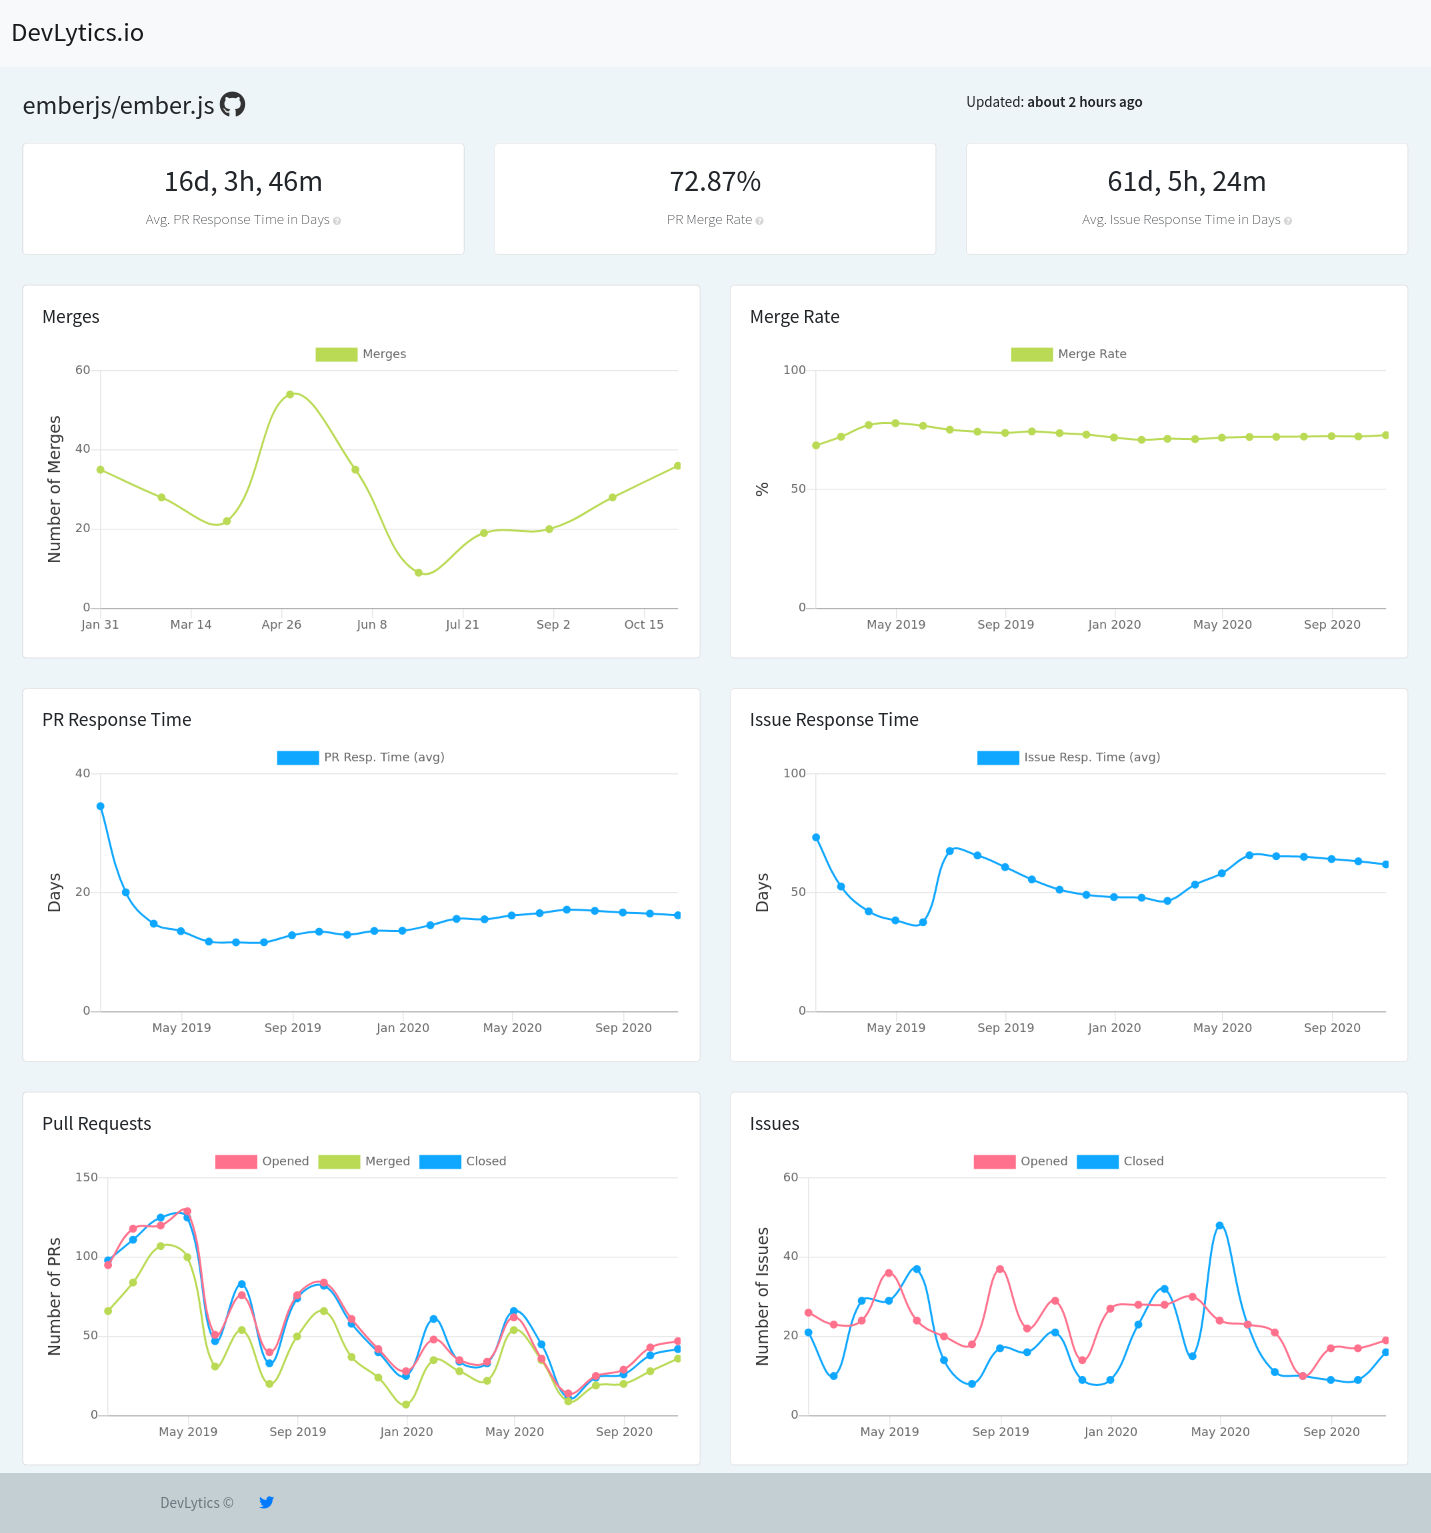 DevLytics.io
emberjs/ember.js
Updated: about 2 hours ago
16d, 3h, 46m
Avg. PR Response Time in Days ?
72.87%
PR Merge Rate ?
61d, 5h, 24m
Avg. Issue Response Time in Days ?
Merges
Merges
Number of Merges
60
40
20
0
Jan 31 Mar 14 Apr 26 Jun 8 Jul 21 Sep 2 Oct 15
Merge Rate
Merge Rate
%
100
50
0
May 2019 Sep 2019 Jan 2020 May 2020 Sep 2020
PR Response Time
PR Resp. Time (avg)
Days
40
20
0
May 2019 Sep 2019 Jan 2020 May 2020 Sep 2020
Issue Response Time
Issue Resp. Time (avg)
Days
100
50
0
May 2019 Sep 2019 Jan 2020 May 2020 Sep 2020
Pull Requests
Opened Merged Closed
Number of PRs
150
100
50
0
May 2019 Sep 2019 Jan 2020 May 2020 Sep 2020
Issues
Opened Closed
Number of Issues
60
40
20
0
May 2019 Sep 2019 Jan 2020 May 2020 Sep 2020
DevLytics ©